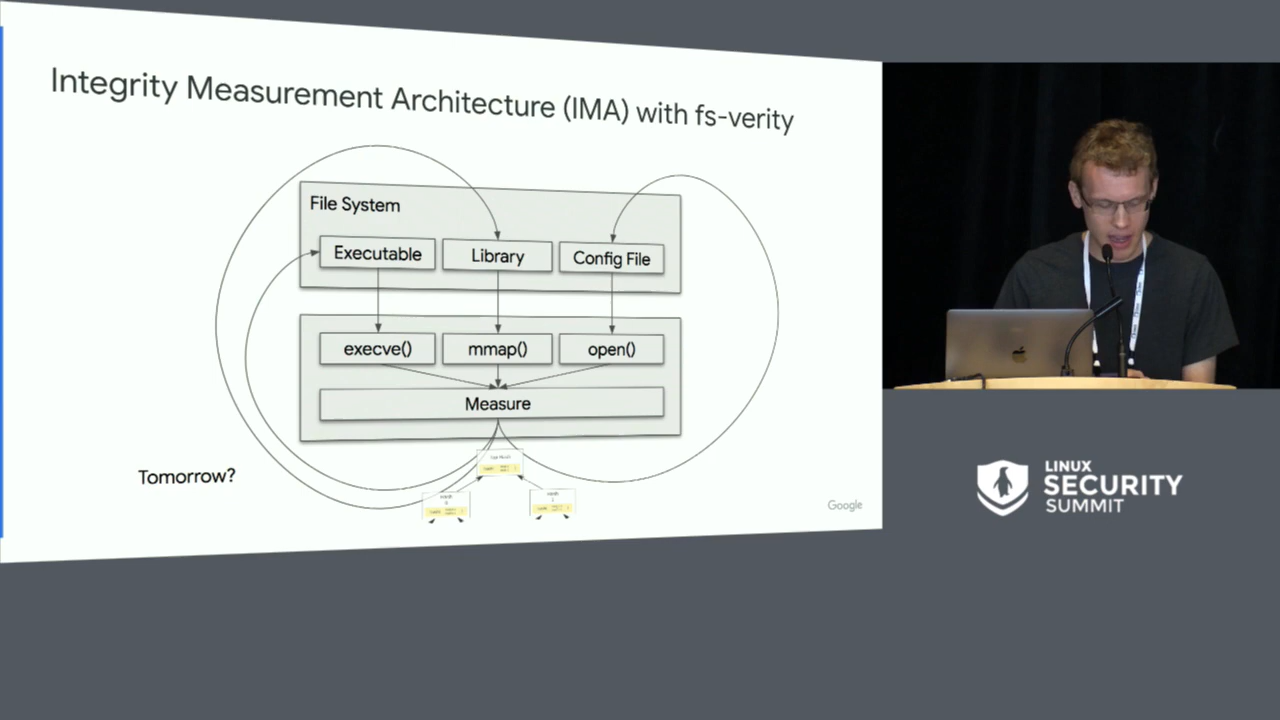 Integrity Measurement Architecture (IMA) with fs-verity
File System
Executable
Library
Config File
execve()
mmap()
open()
Measure
Tomorrow?
Google
LINUX
SECURITY
SUMMIT